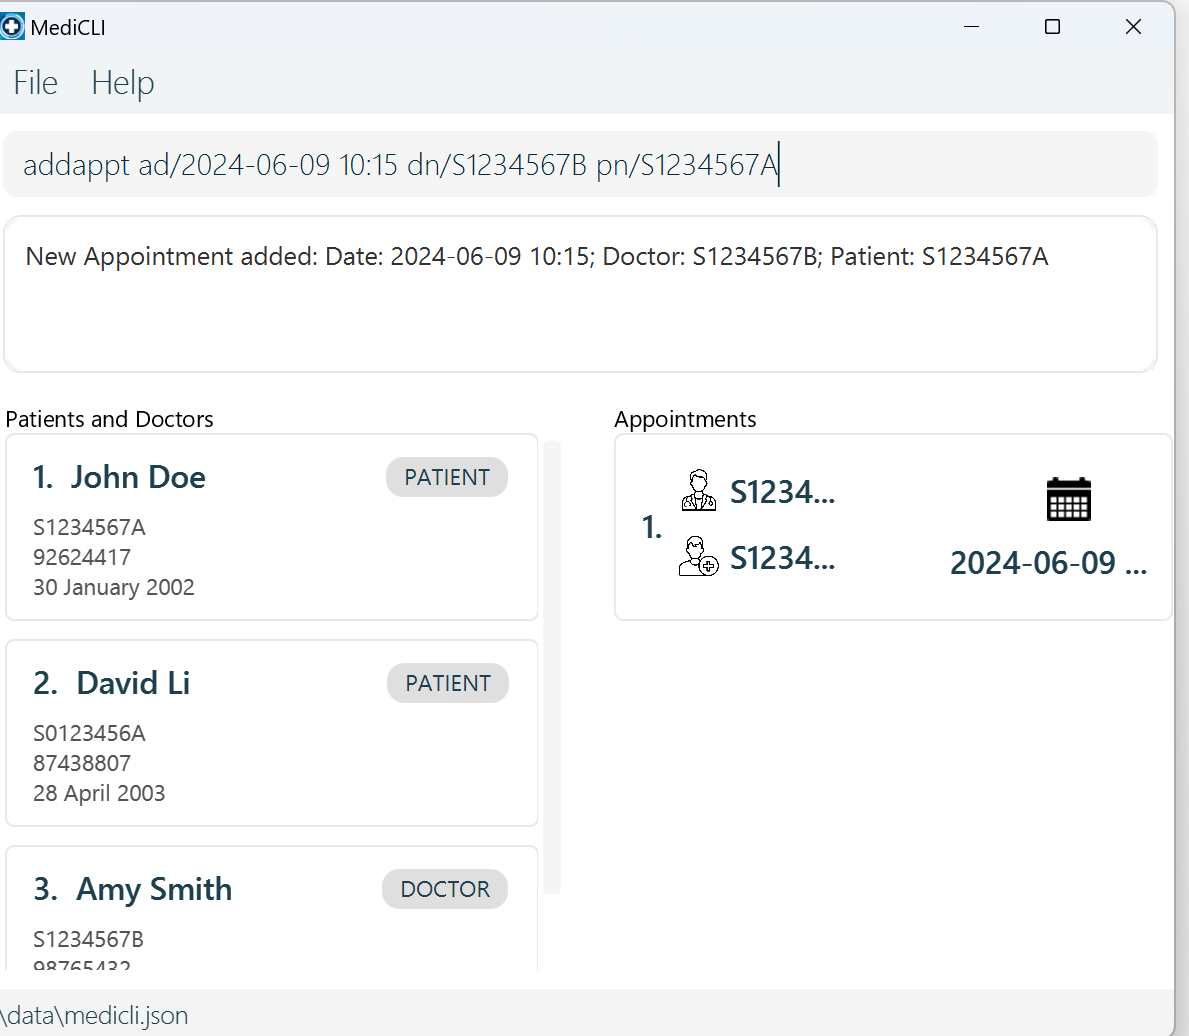 MediCLI
File Help
addappt ad/2024-06-09 10:15 dn/S1234567B pn/S1234567A
New Appointment added: Date: 2024-06-09 10:15; Doctor: S1234567B; Patient: S1234567A
Patients and Doctors
1. John Doe PATIENT
S1234567A
92624417
30 January 2002
2. David Li PATIENT
S0123456A
87438807
28 April 2003
3. Amy Smith DOCTOR
S1234567B
98765432
Appointments
1.
S1234...
S1234...
2024-06-09 ...
\data\medicli.json